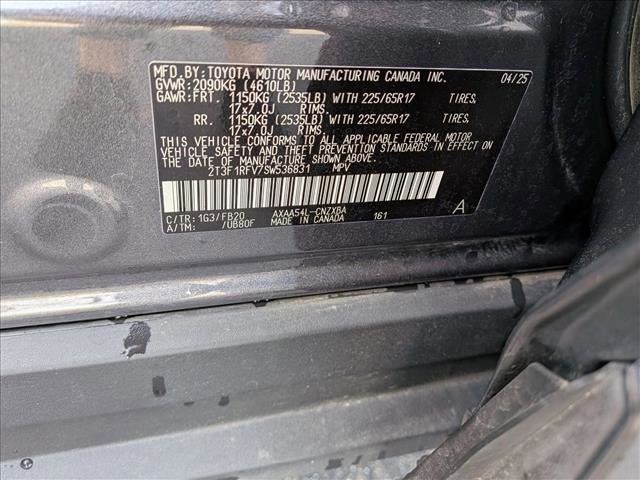 MFD.BY:TOYOTA MOTOR MANUFACTURING CANADA INC. 04/25
GVWR:2090KG (4610LB)
GAWR:FRT. 1150KG (2535LB) WITH 225/65R17 TIRES,
17x7.0J RIMS.
RR. 1150KG (2535LB) WITH 225/65R17 TIRES,
17x7.0J RIMS.
THIS VEHICLE CONFORMS TO ALL APPLICABLE FEDERAL MOTOR
VEHICLE SAFETY AND THEFT PREVENTION STANDARDS IN EFFECT
ON THE DATE OF MANUFACTURE SHOWN ABOVE.
2T3F1RFV7SW536831 MPV
C/TR:1G3/FB20 AXAA54L-CNZXBA A
A/TM: /UB80F MADE IN CANADA 161